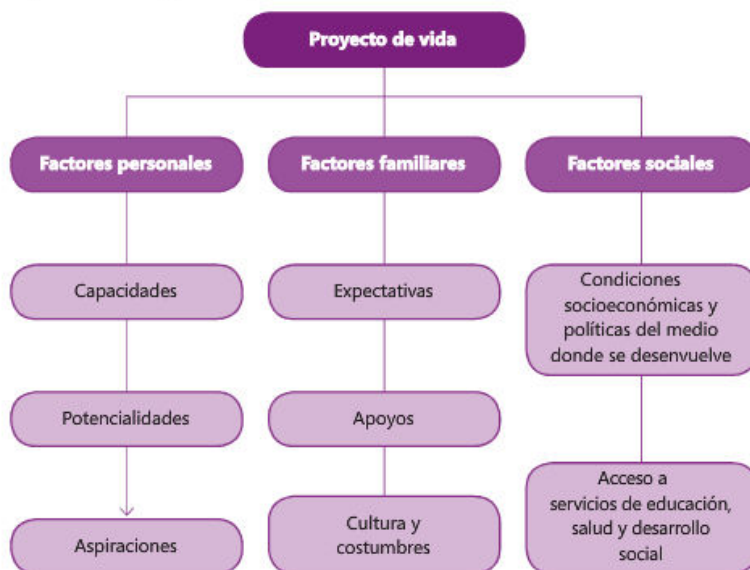 Proyecto de vida
Factores personales
Factores familiares
Factores sociales
Capacidades
Expectativas
Condiciones
socioeconómicas y
políticas del medio
donde se desenvuelve
Potencialidades
Apoyos
Aspiraciones
Cultura y
costumbres
Acceso a
servicios de educación,
salud y desarrollo
social